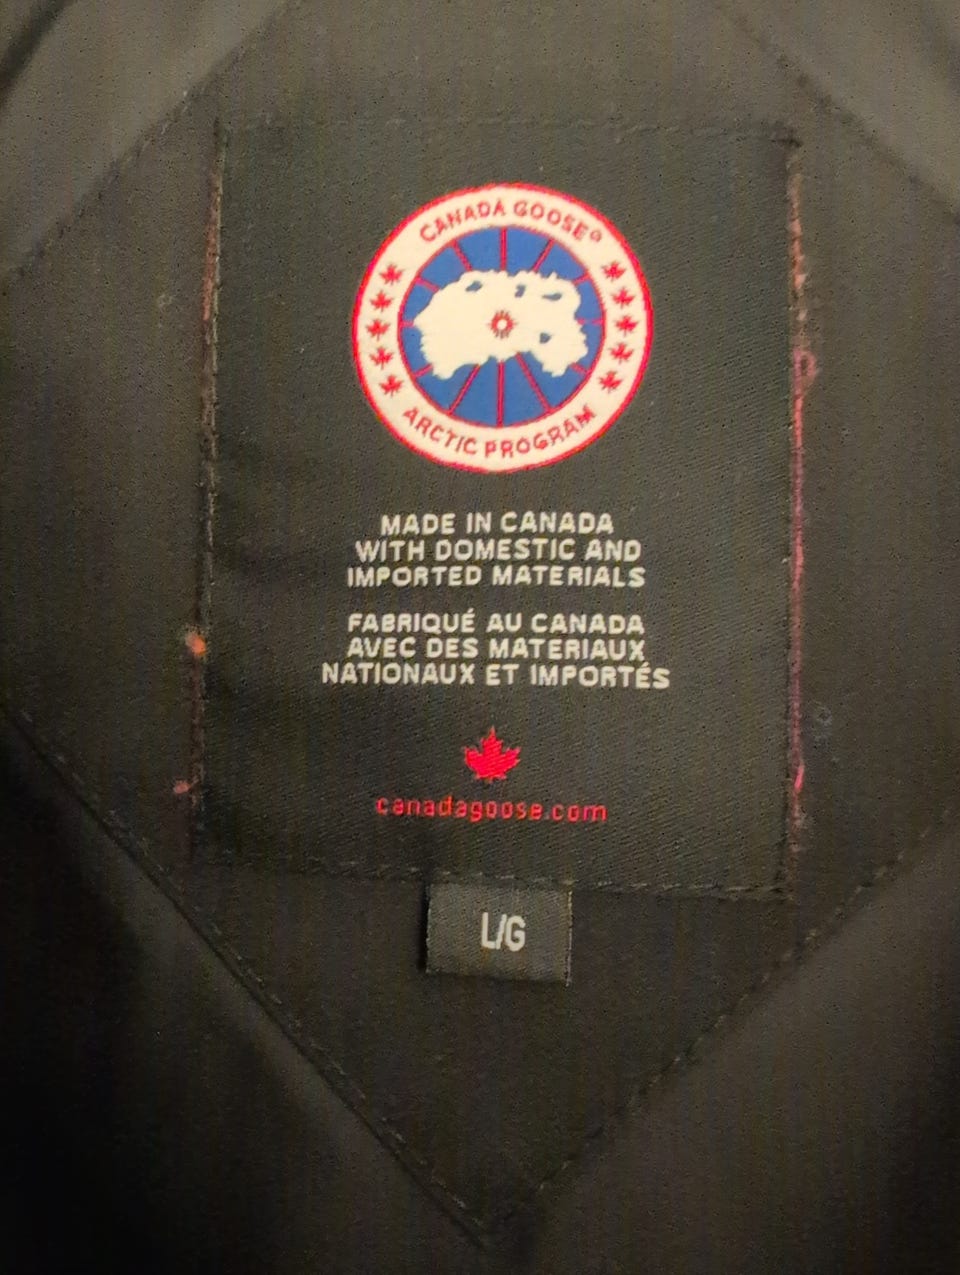 CANADA GOOSE®
ARCTIC PROGRAM
MADE IN CANADA
WITH DOMESTIC AND
IMPORTED MATERIALS
FABRIQUÉ AU CANADA
AVEC DES MATERIAUX
NATIONAUX ET IMPORTÉS
canadagoose.com
L/G